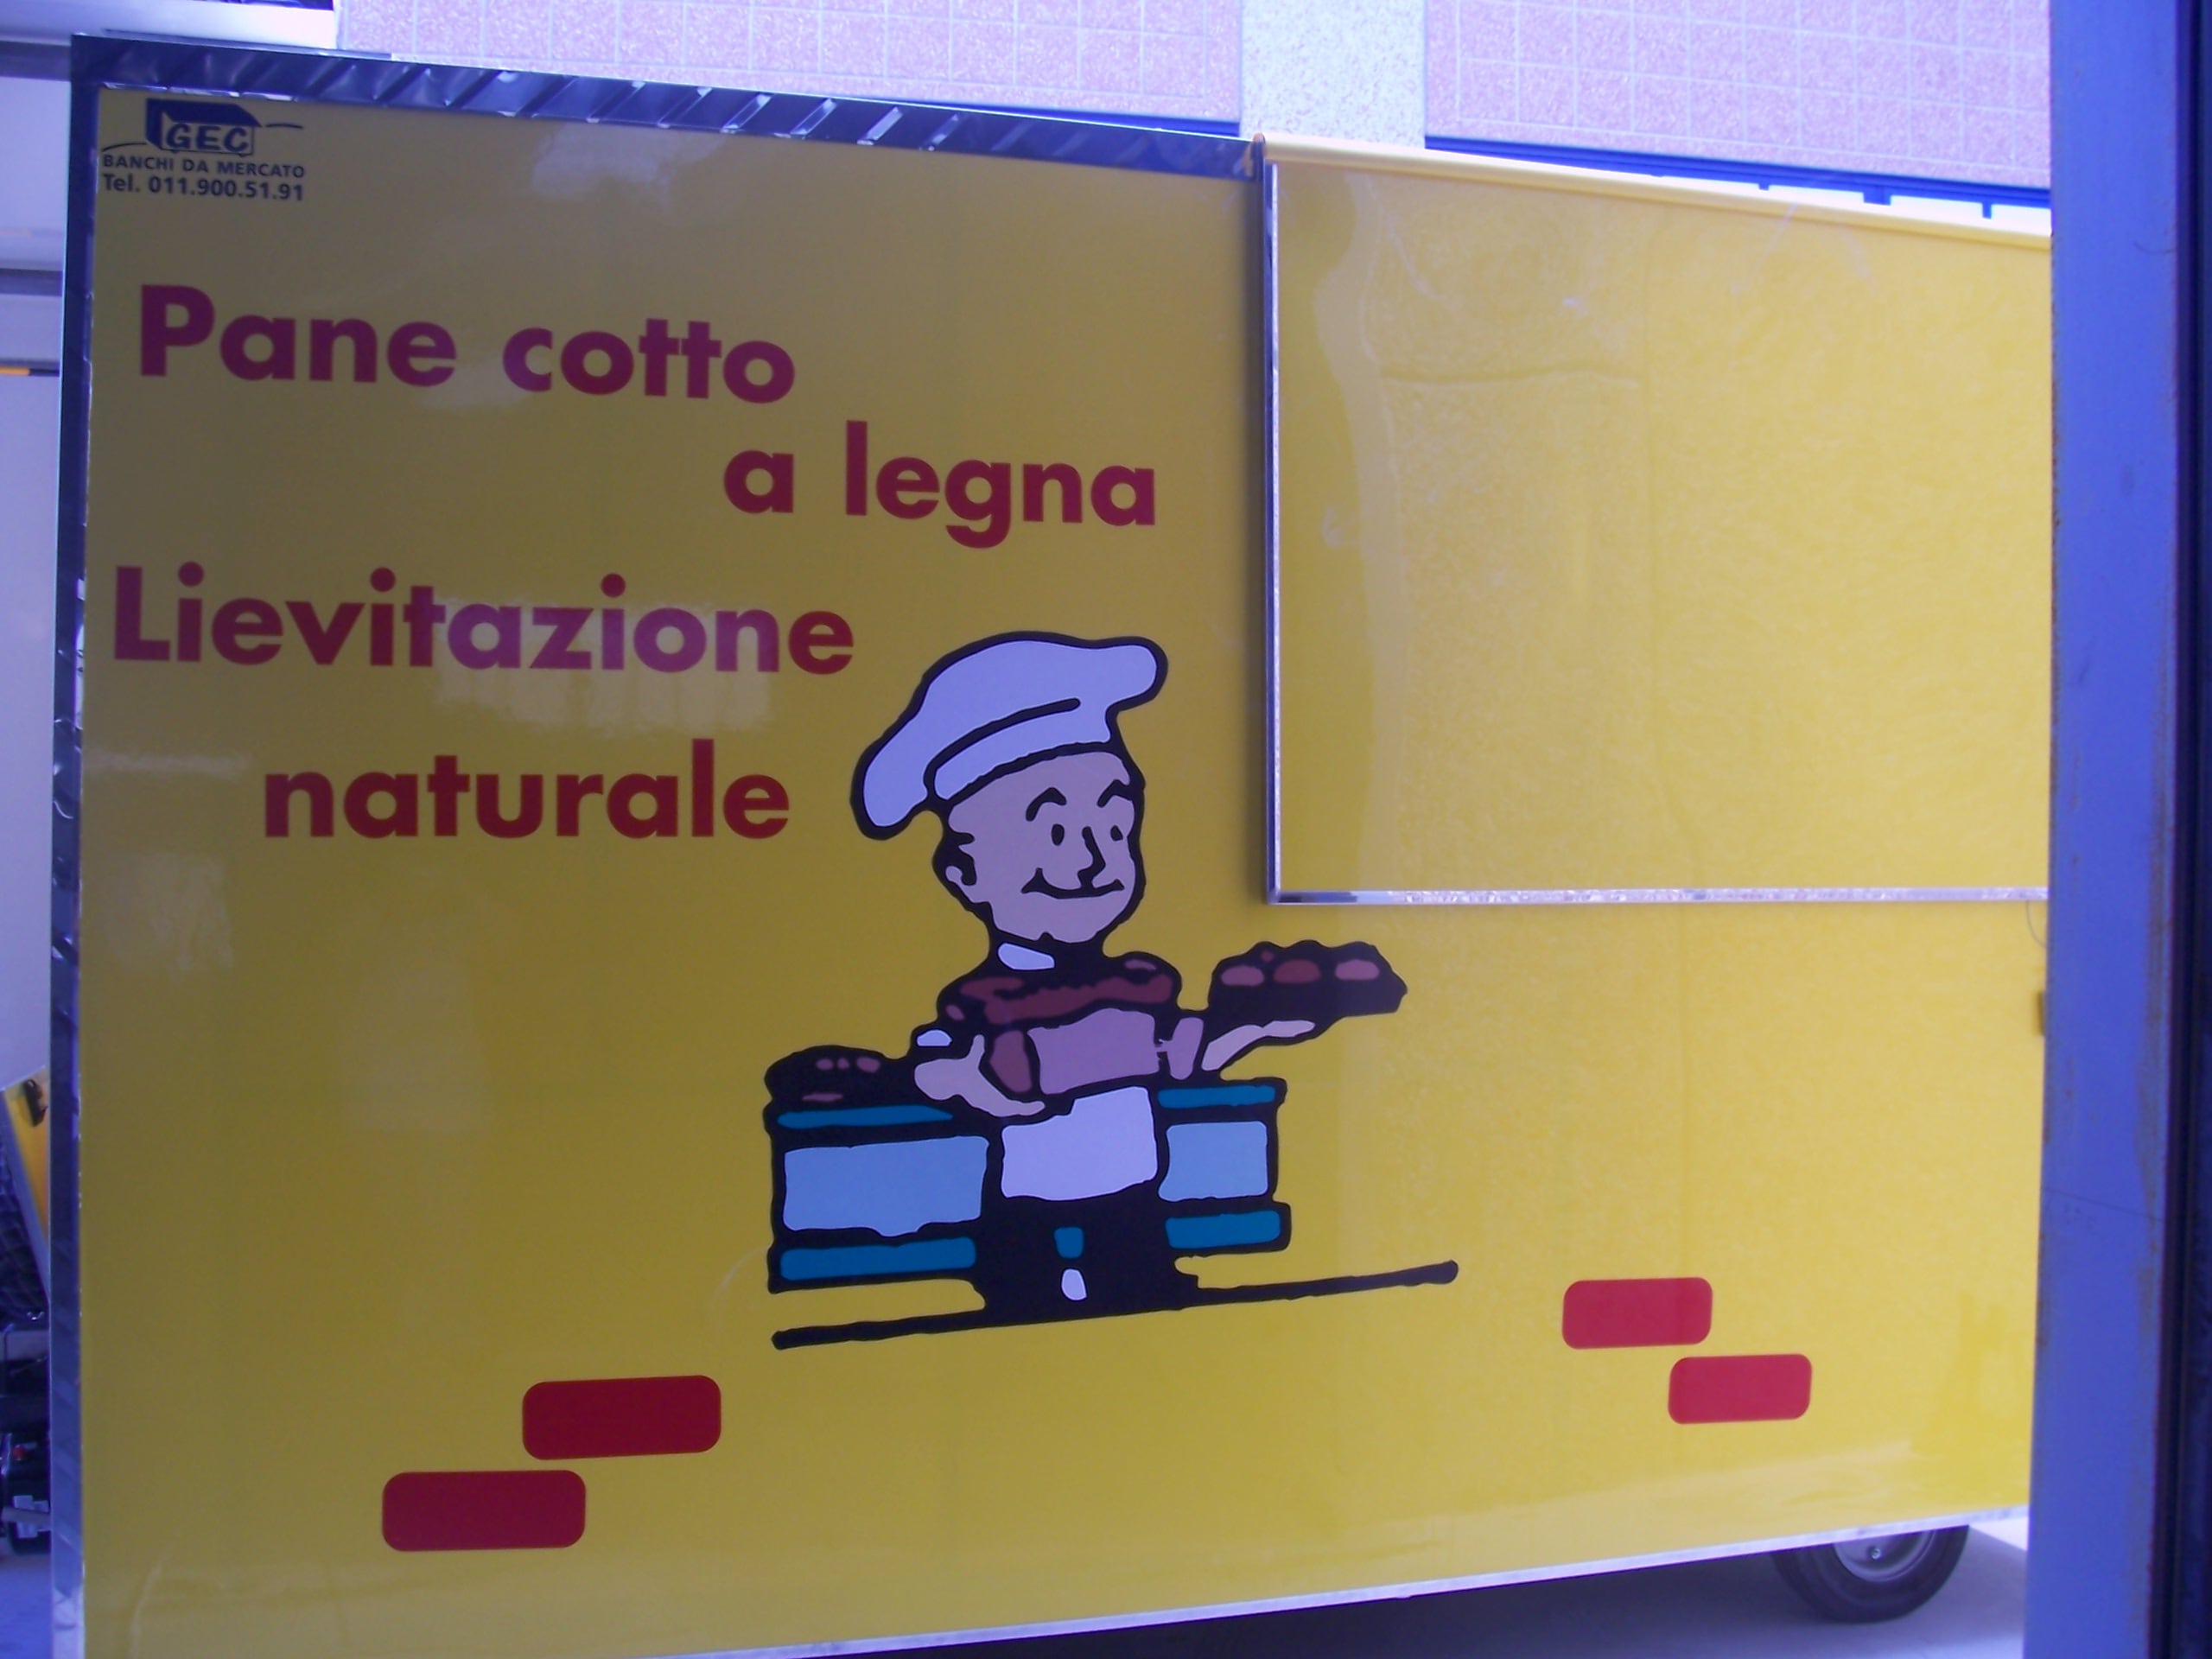 GEC
BANCHI DA MERCATO
Tel. 011.900.51.91
Pane cotto
a legna
Lievitazione
naturale